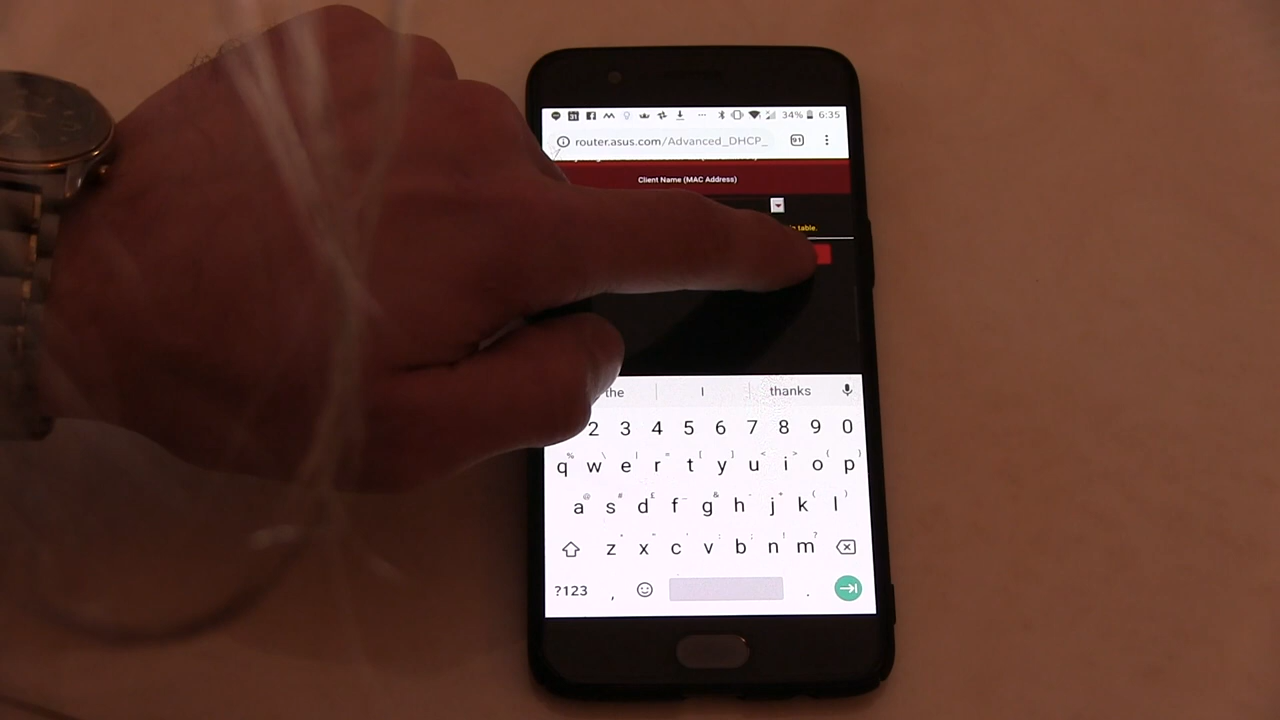 34% 6:35
router.asus.com/Advanced_DHCP_ 91
Client Name (MAC Address)
table.
the I thanks
2 3 4 5 6 7 8 9 0
q w e r t y u i o p
a s d f g h j k l
z x c v b n m
?123 , .